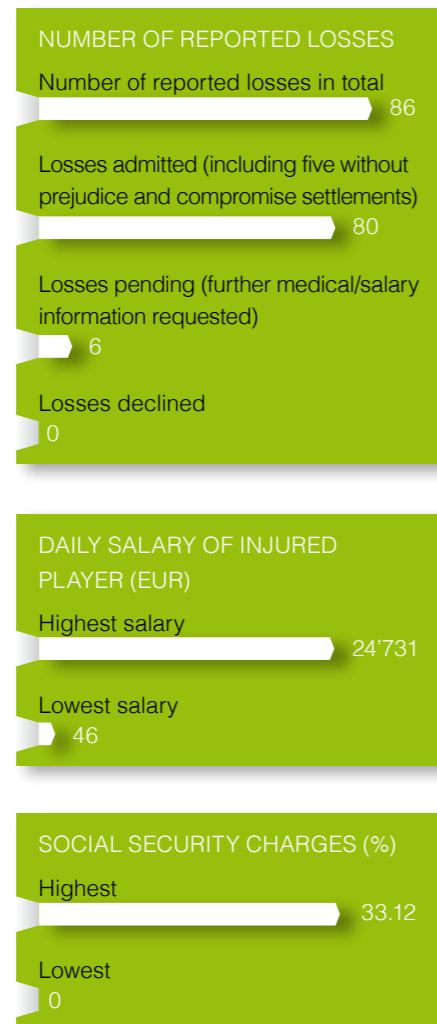 NUMBER OF REPORTED LOSSES
Number of reported losses in total
86
Losses admitted (including five without
prejudice and compromise settlements)
80
Losses pending (further medical/salary
information requested)
6
Losses declined
0
DAILY SALARY OF INJURED
PLAYER (EUR)
Highest salary
24’731
Lowest salary
46
SOCIAL SECURITY CHARGES (%)
Highest
33.12
Lowest
0